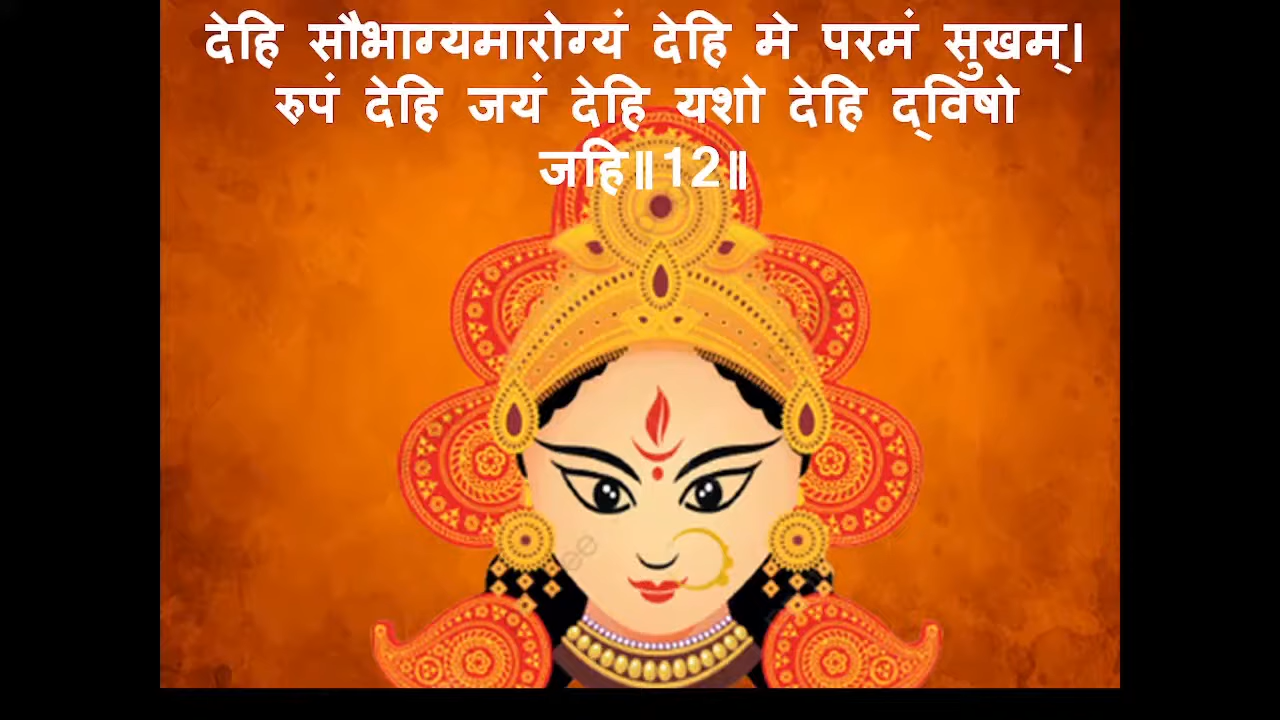 देहि सौभाग्यमारोग्यं देहि मे परमं सुखम्।
रुपं देहि जयं देहि यशो देहि द्विषो
जहि॥12॥